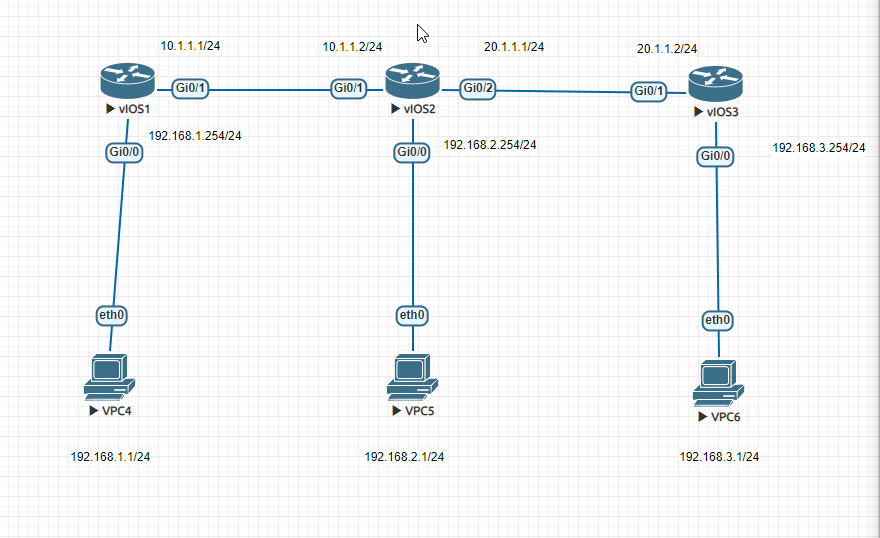 10.1.1.1/24
10.1.1.2/24
20.1.1.1/24
20.1.1.2/24
Gi0/1
Gi0/1
Gi0/2
Gi0/1
vIOS1
vIOS2
vIOS3
192.168.1.254/24
192.168.2.254/24
192.168.3.254/24
Gi0/0
Gi0/0
Gi0/0
eth0
eth0
eth0
VPC4
VPC5
VPC6
192.168.1.1/24
192.168.2.1/24
192.168.3.1/24